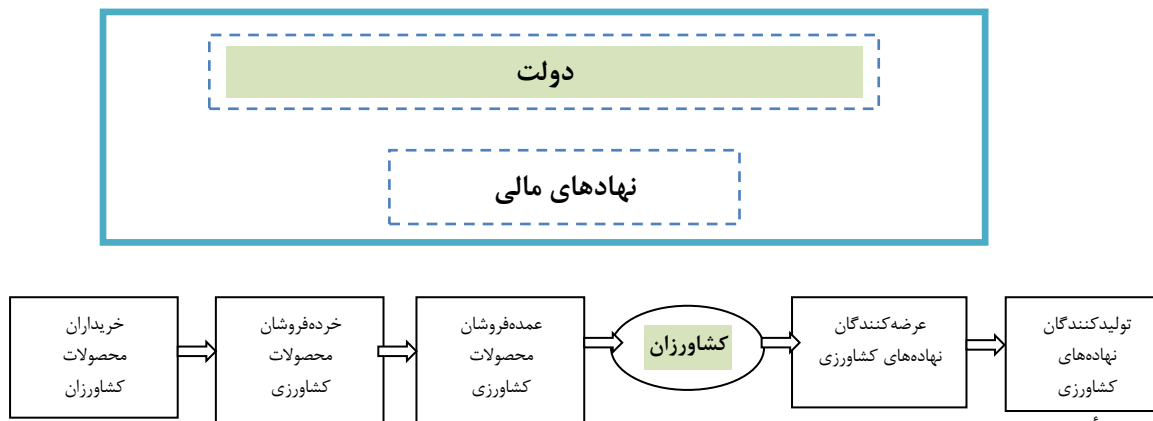 دولت
نهادهای مالی
تولیدکنندگان
نهاده‌های
کشاورزی
عرضه‌کنندگان
نهاده‌های کشاورزی
کشاورزان
عمده‌فروشان
محصولات
کشاورزی
خرده‌فروشان
محصولات
کشاورزی
خریداران
محصولات
کشاورزان